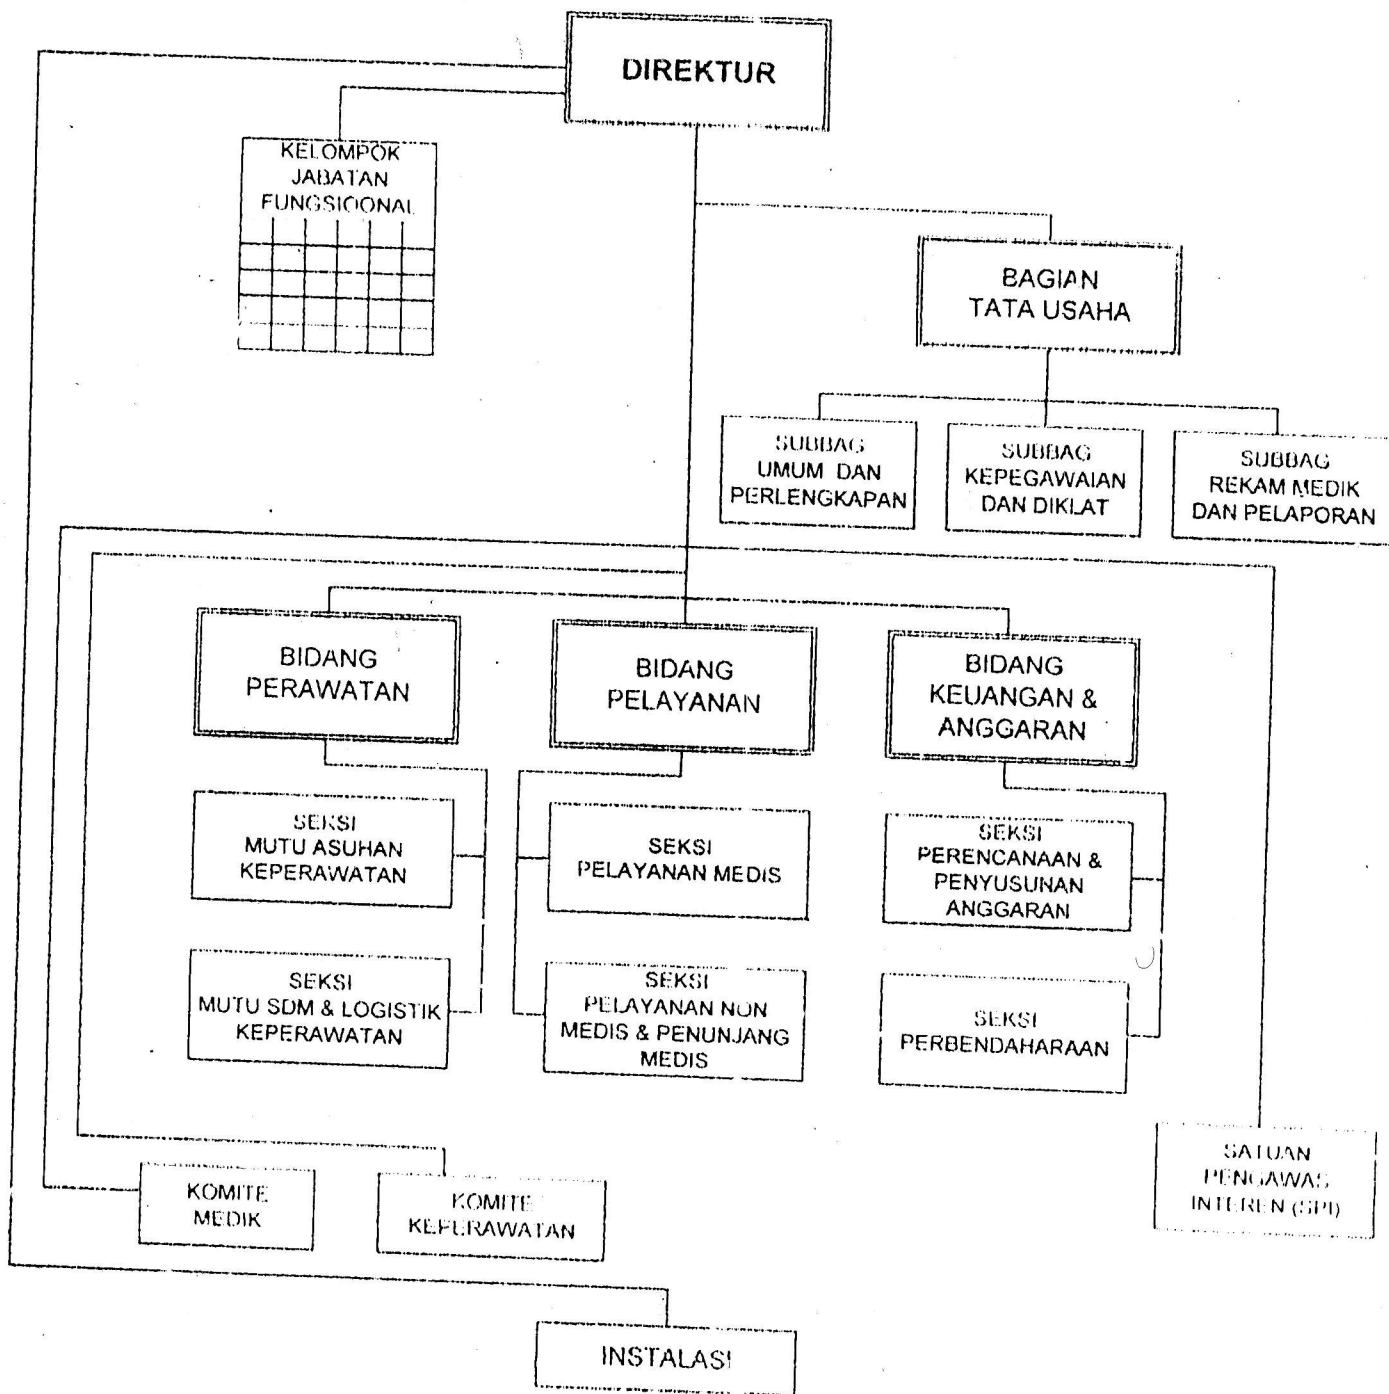 DIREKTUR
KELOMPOK
JABATAN
FUNGSIOONAL
BAGIAN
TATA USAHA
SUBBAG
UMUM DAN
PERLENGKAPAN
SUBBAG
KEPEGAWAIAN
DAN DIKLAT
SUBBAG
REKAM MEDIK
DAN PELAPORAN
BIDANG
PERAWATAN
BIDANG
PELAYANAN
BIDANG
KEUANGAN &
ANGGARAN
SEKSI
MUTU ASUHAN
KEPERAWATAN
SEKSI
PELAYANAN MEDIS
SEKSI
PERENCANAAN &
PENYUSUNAN
ANGGARAN
SEKSI
MUTU SDM & LOGISTIK
KEPERAWATAN
SEKSI
PELAYANAN NON
MEDIS & PENUNJANG
MEDIS
SEKSI
PERBENDAHARAAN
KOMITE
MEDIK
KOMITE
KEPERAWATAN
SATUAN
PENGAWAS
INTEREN (SPI)
INSTALASI